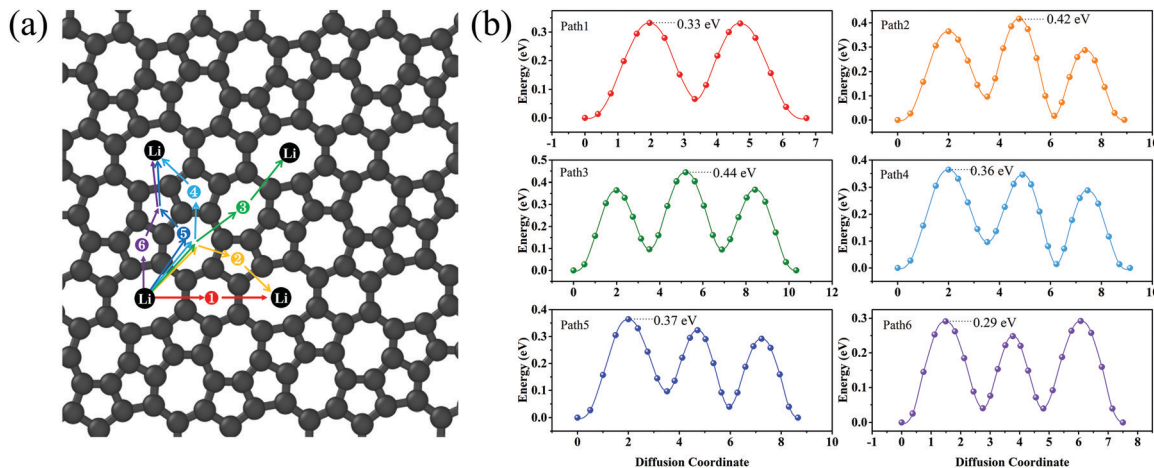 (a)
Li
Li
4
3
5
6
2
Li
1
Li
(b)
Path1
0.33 eV
Energy (eV)
0.3
0.2
0.1
0.0
-1 0 1 2 3 4 5 6 7 8
Path2
0.42 eV
Energy (eV)
0.4
0.3
0.2
0.1
0.0
-2 0 2 4 6 8 10
Path3
0.44 eV
Energy (eV)
0.5
0.4
0.3
0.2
0.1
0.0
-2 0 2 4 6 8 10 12
Path4
0.36 eV
Energy (eV)
0.4
0.3
0.2
0.1
0.0
-2 0 2 4 6 8 10
Path5
0.37 eV
Energy (eV)
0.4
0.3
0.2
0.1
0.0
-2 0 2 4 6 8 10
Diffusion Coordinate
Path6
0.29 eV
Energy (eV)
0.3
0.2
0.1
0.0
-1 0 1 2 3 4 5 6 7 8
Diffusion Coordinate